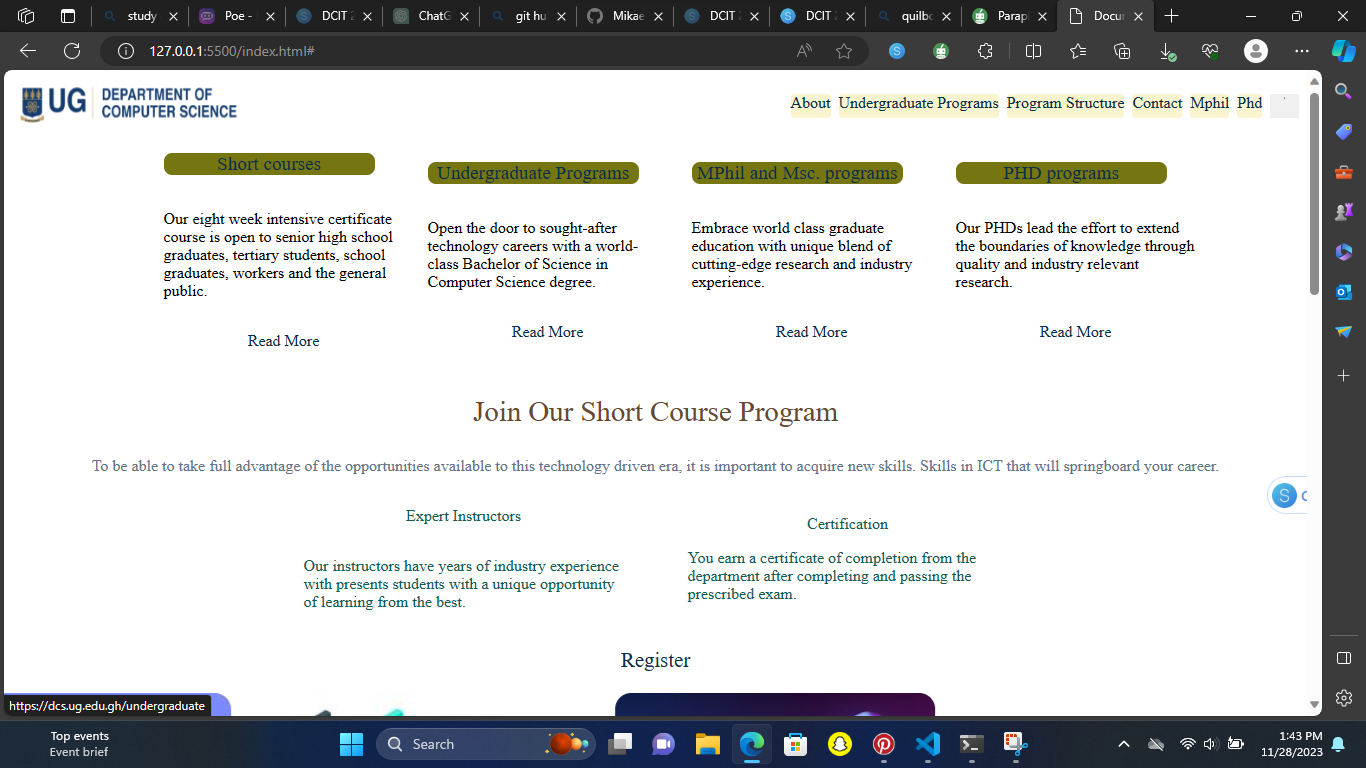 study
Poe -
DCIT 2
ChatG
git hu
Mikae
DCIT
DCIT 2
quilbo
Parap
Docur
127.0.0.1:5500/index.html#
UG DEPARTMENT OF
COMPUTER SCIENCE
About Undergraduate Programs Program Structure Contact Mphil Phd
Short courses
Our eight week intensive certificate
course is open to senior high school
graduates, tertiary students, school
graduates, workers and the general
public.
Read More
Undergraduate Programs
Open the door to sought-after
technology careers with a world-
class Bachelor of Science in
Computer Science degree.
Read More
MPhil and Msc. programs
Embrace world class graduate
education with unique blend of
cutting-edge research and industry
experience.
Read More
PHD programs
Our PHDs lead the effort to extend
the boundaries of knowledge through
quality and industry relevant
research.
Read More
Join Our Short Course Program
To be able to take full advantage of the opportunities available to this technology driven era, it is important to acquire new skills. Skills in ICT that will springboard your career.
Expert Instructors
Our instructors have years of industry experience
with presents students with a unique opportunity
of learning from the best.
Certification
You earn a certificate of completion from the
department after completing and passing the
prescribed exam.
Register
https://dcs.ug.edu.gh/undergraduate
Top events
Event brief
Search
1:43 PM
11/28/2023